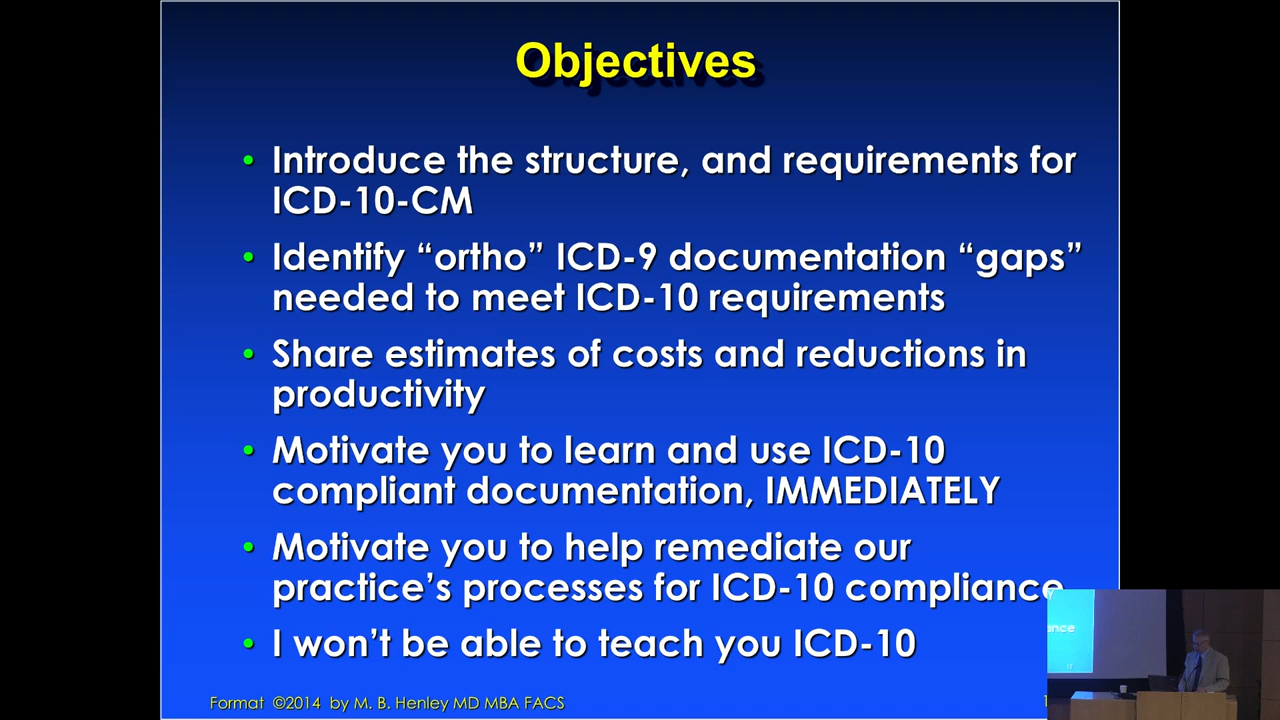 Objectives
• Introduce the structure, and requirements for
ICD-10-CM
• Identify “ortho” ICD-9 documentation “gaps”
needed to meet ICD-10 requirements
• Share estimates of costs and reductions in
productivity
• Motivate you to learn and use ICD-10
compliant documentation, IMMEDIATELY
• Motivate you to help remediate our
practice’s processes for ICD-10 compliance
• I won’t be able to teach you ICD-10
Format ©2014 by M. B. Henley MD MBA FACS